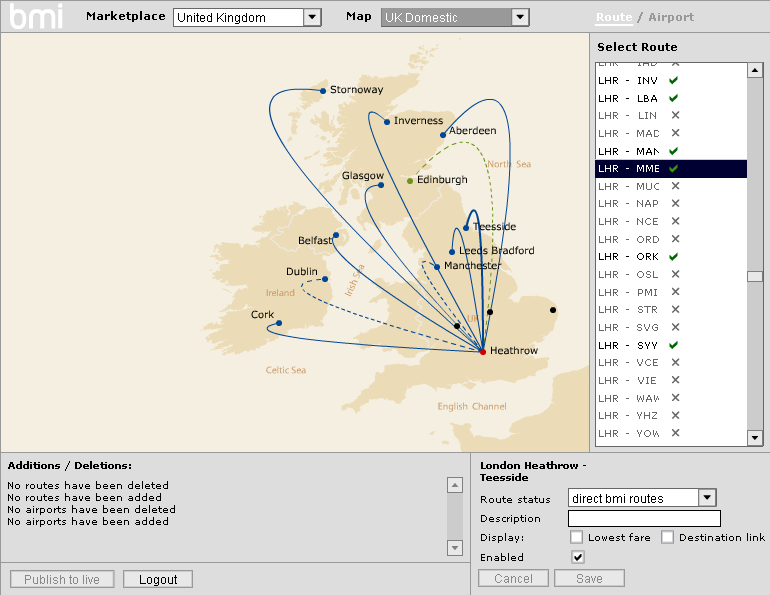 bmi
Marketplace
United Kingdom
Map
UK Domestic
Route / Airport
Stornoway
Inverness
Aberdeen
North Sea
Glasgow
Edinburgh
Teesside
Belfast
Leeds Bradford
Manchester
Dublin
Irish Sea
Ireland
Cork
UK
Heathrow
Celtic Sea
English Channel
Select Route
LHR - IAD
LHR - INV
LHR - LBA
LHR - LIN
LHR - MAD
LHR - MAN
LHR - MME
LHR - MUC
LHR - NAP
LHR - NCE
LHR - ORD
LHR - ORK
LHR - OSL
LHR - PMI
LHR - STR
LHR - SVG
LHR - SYY
LHR - VCE
LHR - VIE
LHR - WAW
LHR - YHZ
LHR - YOW
Additions / Deletions:
No routes have been deleted
No routes have been added
No airports have been deleted
No airports have been added
Publish to live
Logout
London Heathrow -
Teesside
Route status
direct bmi routes
Description
Display:
Lowest fare
Destination link
Enabled
Cancel
Save